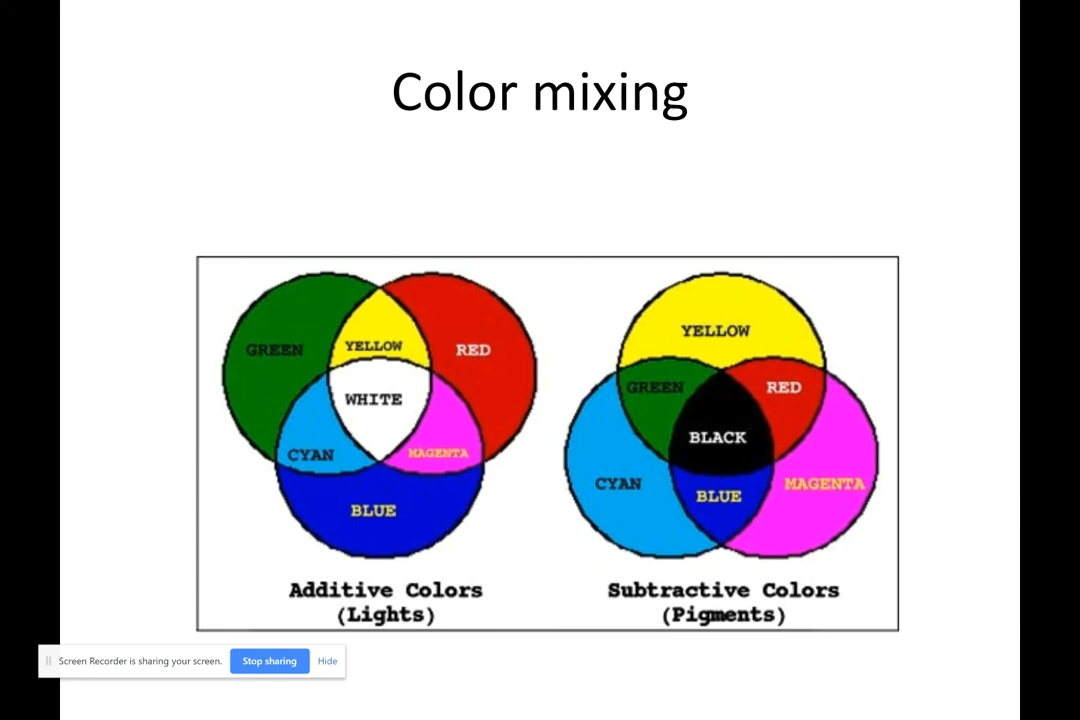 Color mixing
GREEN
YELLOW
RED
WHITE
CYAN
MAGENTA
BLUE
Additive Colors
(Lights)
YELLOW
GREEN
RED
BLACK
CYAN
BLUE
MAGENTA
Subtractive Colors
(Pigments)
Screen Recorder is sharing your screen. Stop sharing Hide